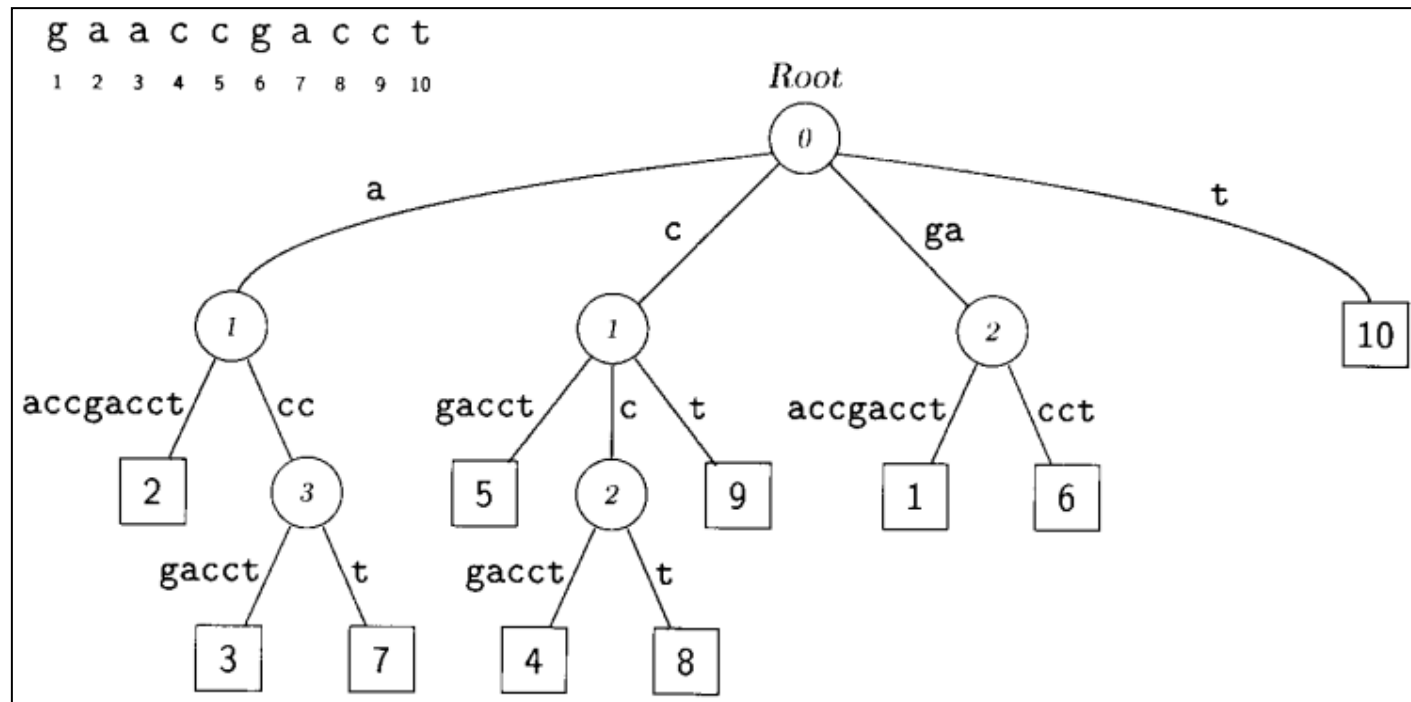 g a a c c g a c c t
1 2 3 4 5 6 7 8 9 10
Root
0
a c ga t
1 1 2 10
accgacct cc gacct c t accgacct cct
2 3 5 2 9 1 6
gacct t gacct t
3 7 4 8